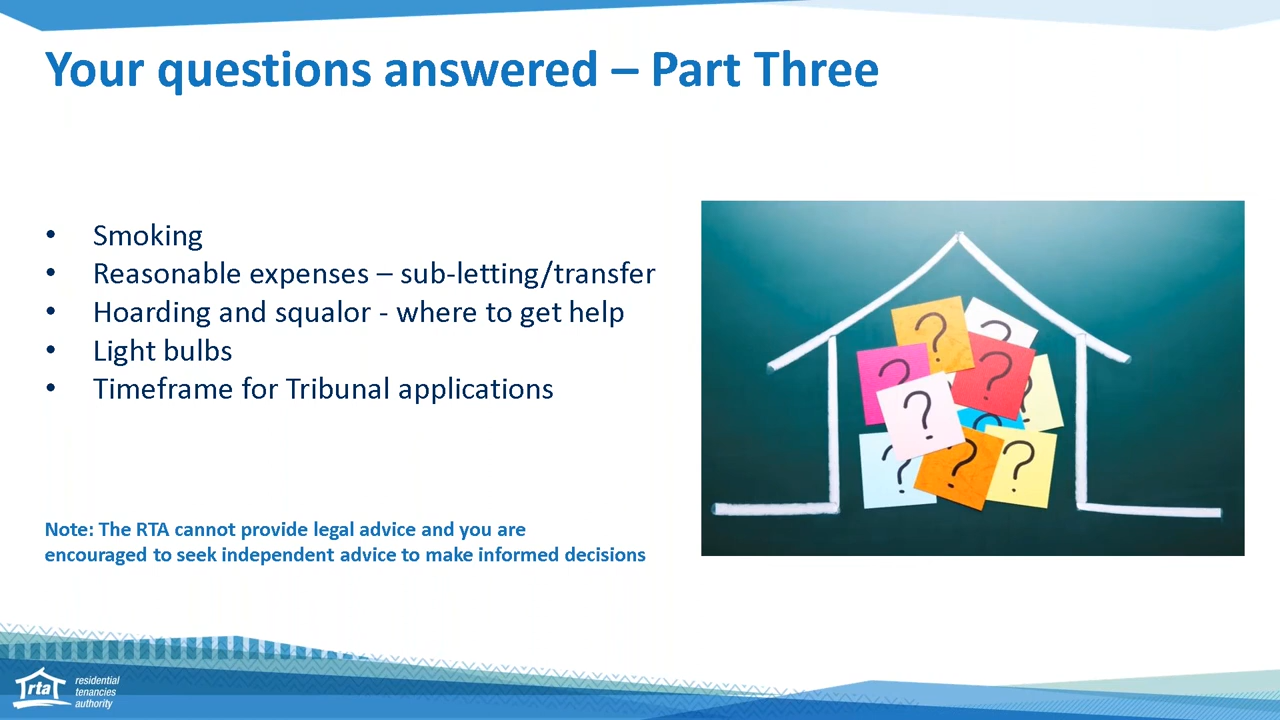 Your questions answered – Part Three
• Smoking
• Reasonable expenses – sub-letting/transfer
• Hoarding and squalor - where to get help
• Light bulbs
• Timeframe for Tribunal applications
? ? ? ? ? ? ? ? ? ?
Note: The RTA cannot provide legal advice and you are
encouraged to seek independent advice to make informed decisions
rta
residential
tenancies
authority